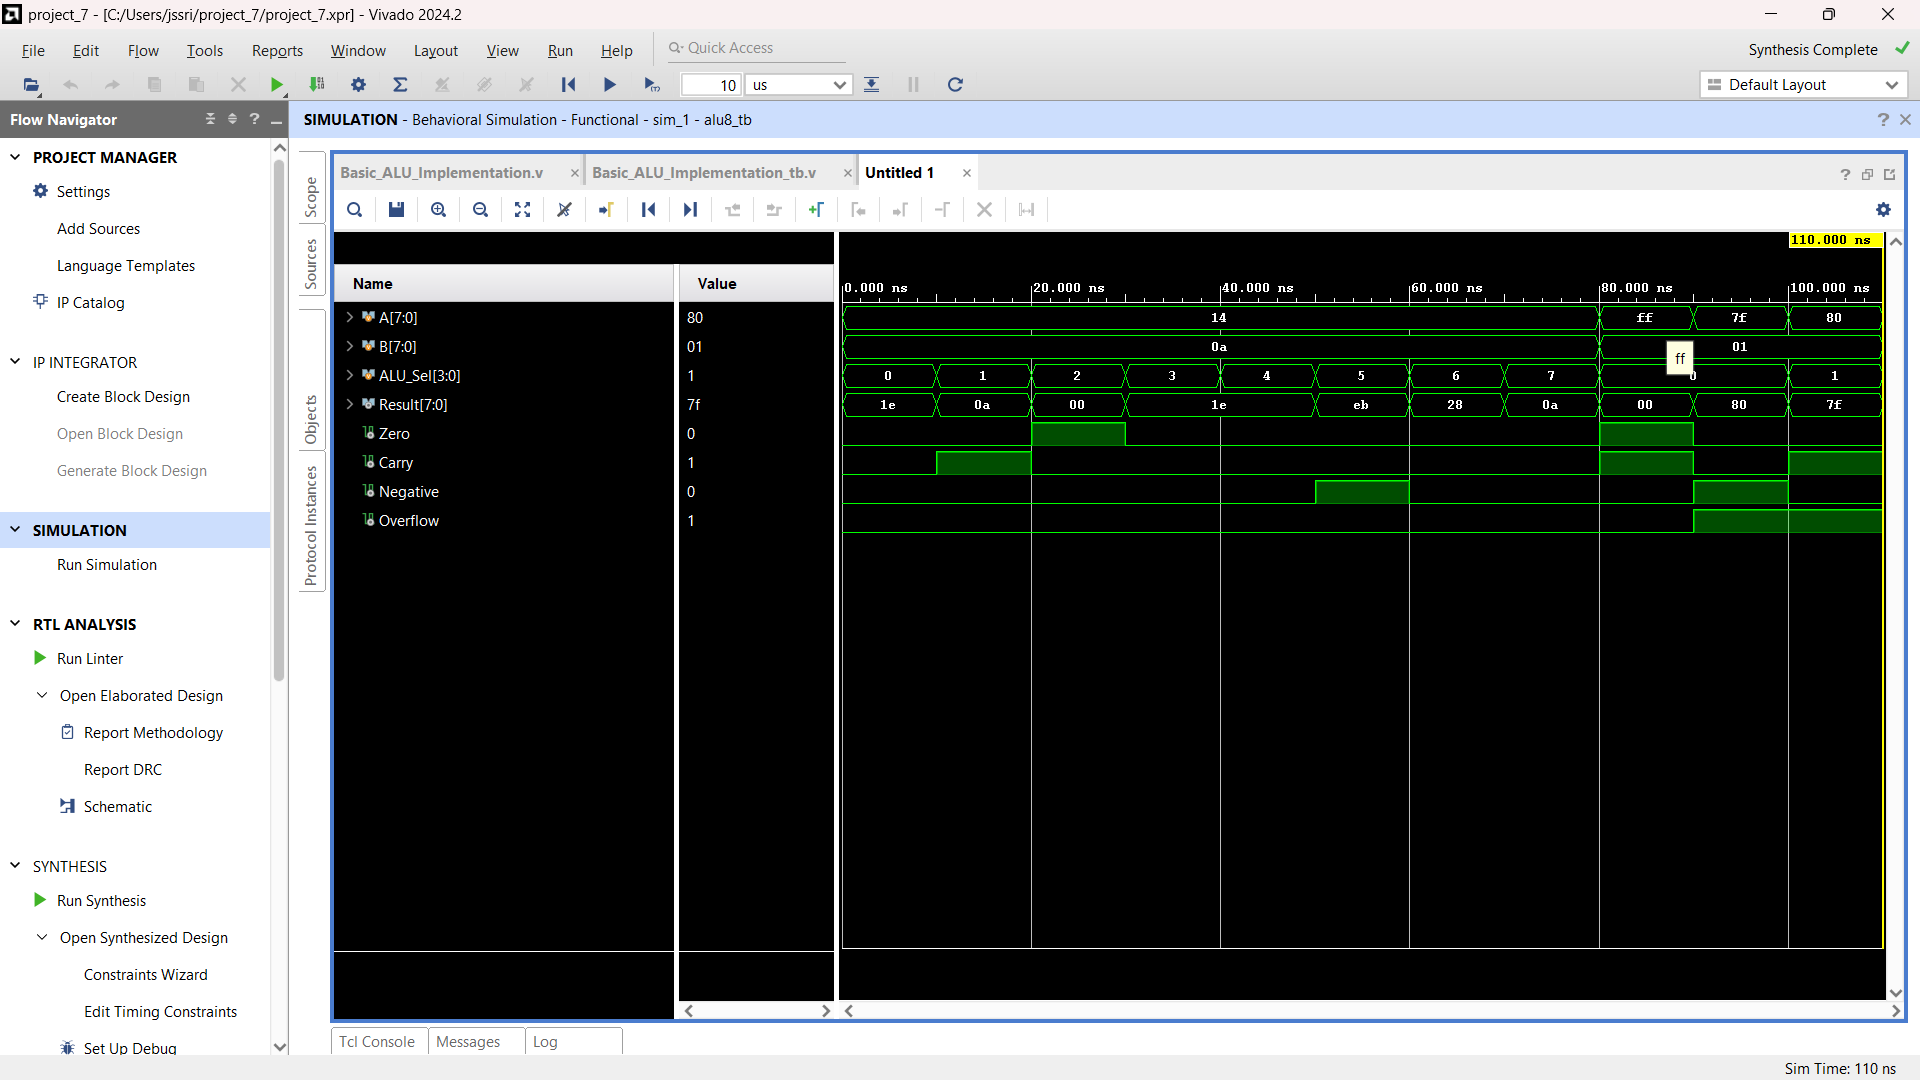 project_7 - [C:/Users/jssri/project_7/project_7.xpr] - Vivado 2024.2
File Edit Flow Tools Reports Window Layout View Run Help Quick Access
Synthesis Complete
10 us
Default Layout
Flow Navigator
PROJECT MANAGER
Settings
Add Sources
Language Templates
IP Catalog
IP INTEGRATOR
Create Block Design
Open Block Design
Generate Block Design
SIMULATION
Run Simulation
RTL ANALYSIS
Run Linter
Open Elaborated Design
Report Methodology
Report DRC
Schematic
SYNTHESIS
Run Synthesis
Open Synthesized Design
Constraints Wizard
Edit Timing Constraints
Set Up Debug
SIMULATION - Behavioral Simulation - Functional - sim_1 - alu8_tb
Scope
Sources
Objects
Protocol Instances
Basic_ALU_Implementation.v Basic_ALU_Implementation_tb.v Untitled 1
110.000 ns
Name Value
0.000 ns 20.000 ns 40.000 ns 60.000 ns 80.000 ns 100.000 ns
A[7:0] 80 14 ff 7f 80
B[7:0] 01 0a 01
ff
ALU_Sel[3:0] 1 0 1 2 3 4 5 6 7 0 1
Result[7:0] 7f 1e 0a 00 1e eb 28 0a 00 80 7f
Zero 0
Carry 1
Negative 0
Overflow 1
Tcl Console Messages Log
Sim Time: 110 ns